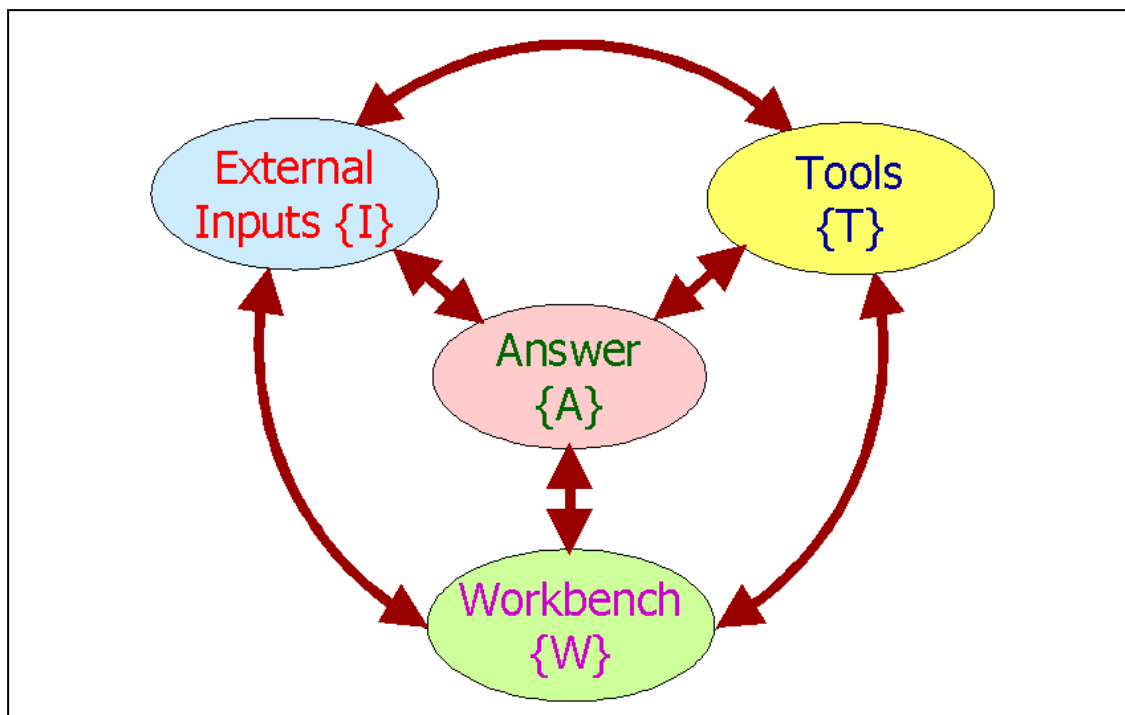 External
Inputs {I}
Tools
{T}
Answer
{A}
Workbench
{W}